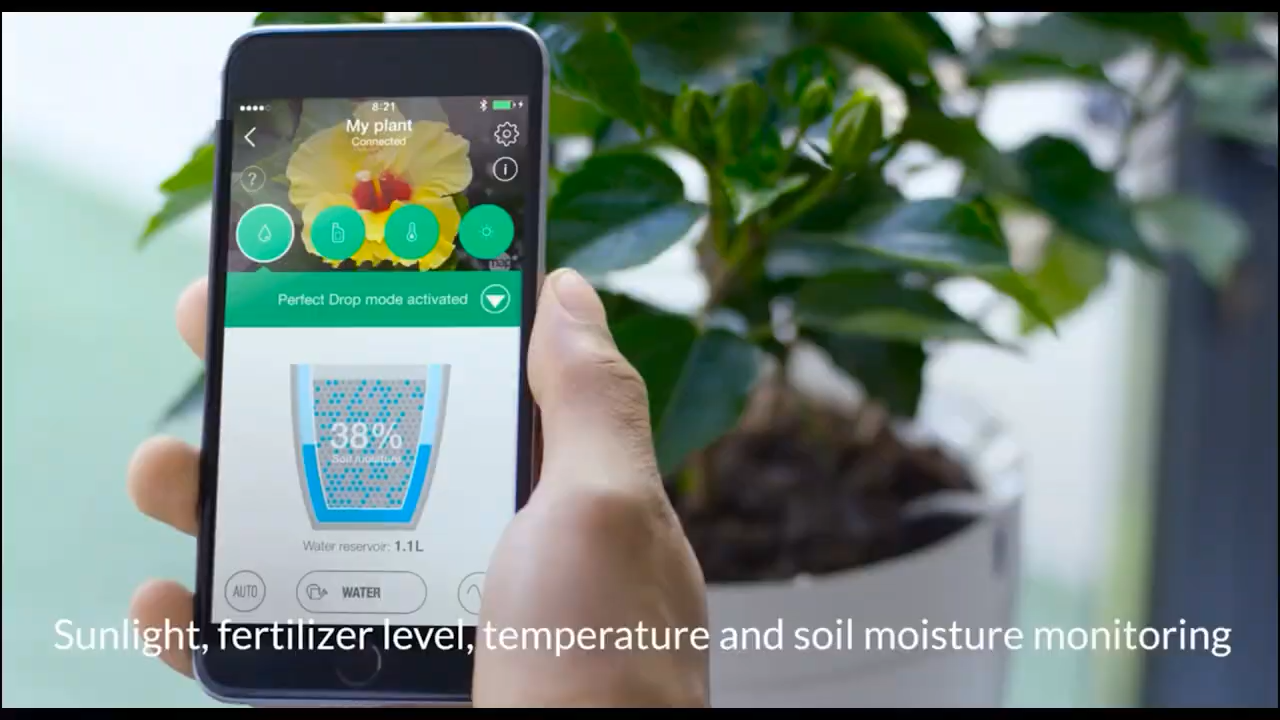 8:21
My plant
Connected
?
i
Perfect Drop mode activated
38%
Soil moisture
Water reservoir: 1.1L
AUTO
WATER
Sunlight, fertilizer level, temperature and soil moisture monitoring